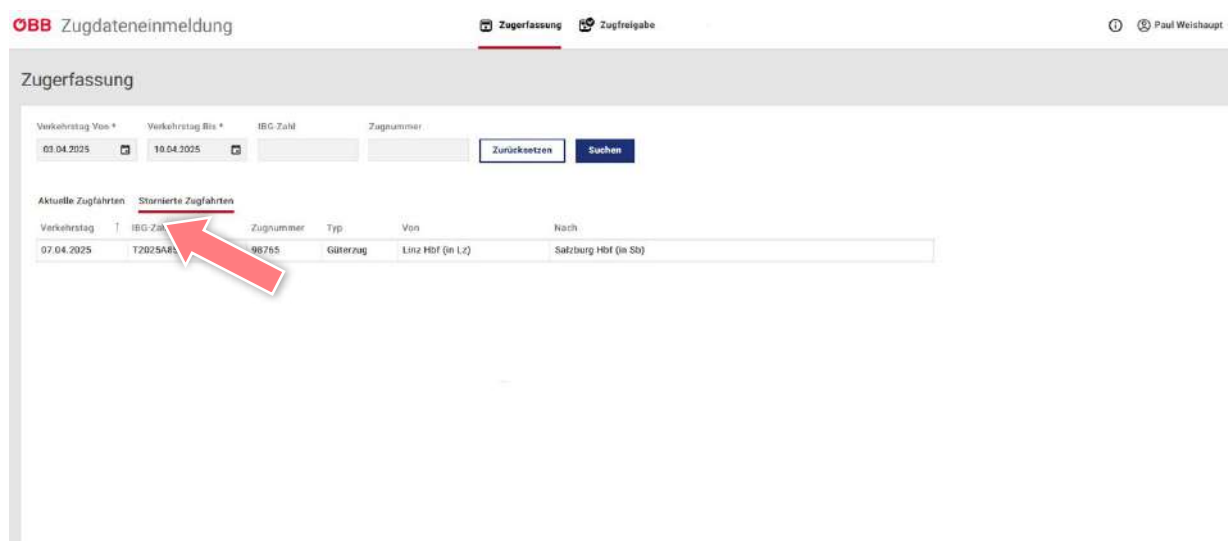 ÖBB Zugdateneinmeldung Zugerfassung Zugfreigabe Paul Weishaupt
Zugerfassung
Verkehrstag Von * Verkehrstag Bis * IBG-Zahl Zugnummer
03.04.2025 10.04.2025 Zurücksetzen Suchen
Aktuelle Zugfahrten Stornierte Zugfahrten
Verkehrstag Zugnummer Typ Von Nach
07.04.2025 98765 Güterzug Linz Hbf (in Lz) Salzburg Hbf (in Sb)